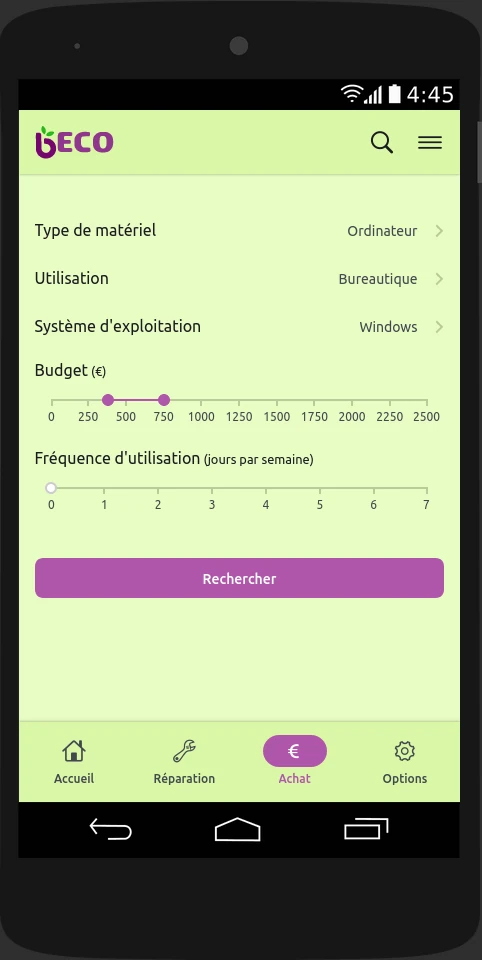 4:45
bECO
Type de matériel Ordinateur
Utilisation Bureautique
Système d'exploitation Windows
Budget (€)
0 250 500 750 1000 1250 1500 1750 2000 2250 2500
Fréquence d'utilisation (jours par semaine)
0 1 2 3 4 5 6 7
Rechercher
€
Accueil Réparation Achat Options